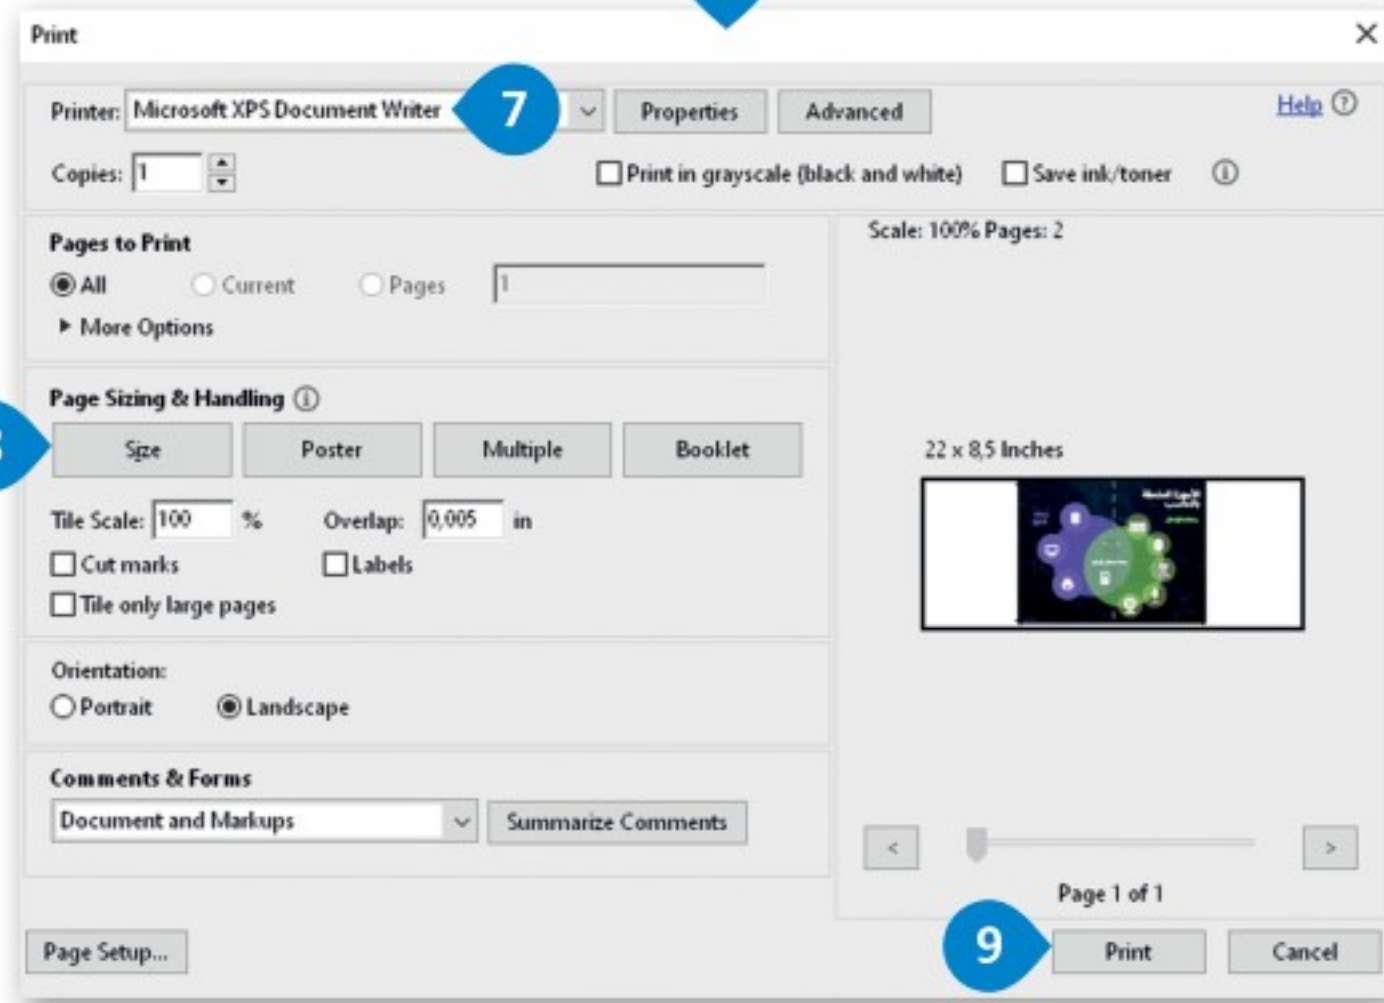 Print
Printer: Microsoft XPS Document Writer 7 Properties Advanced Help
Copies: 1 Print in grayscale (black and white) Save ink/toner
Pages to Print
All Current Pages 1
More Options
Scale: 100% Pages: 2
Page Sizing & Handling
Size Poster Multiple Booklet
Tile Scale: 100 % Overlap: 0,005 in
Cut marks Labels
Tile only large pages
22 x 8,5 Inches
Orientation:
Portrait Landscape
Comments & Forms
Document and Markups Summarize Comments
< >
Page 1 of 1
Page Setup... 9 Print Cancel